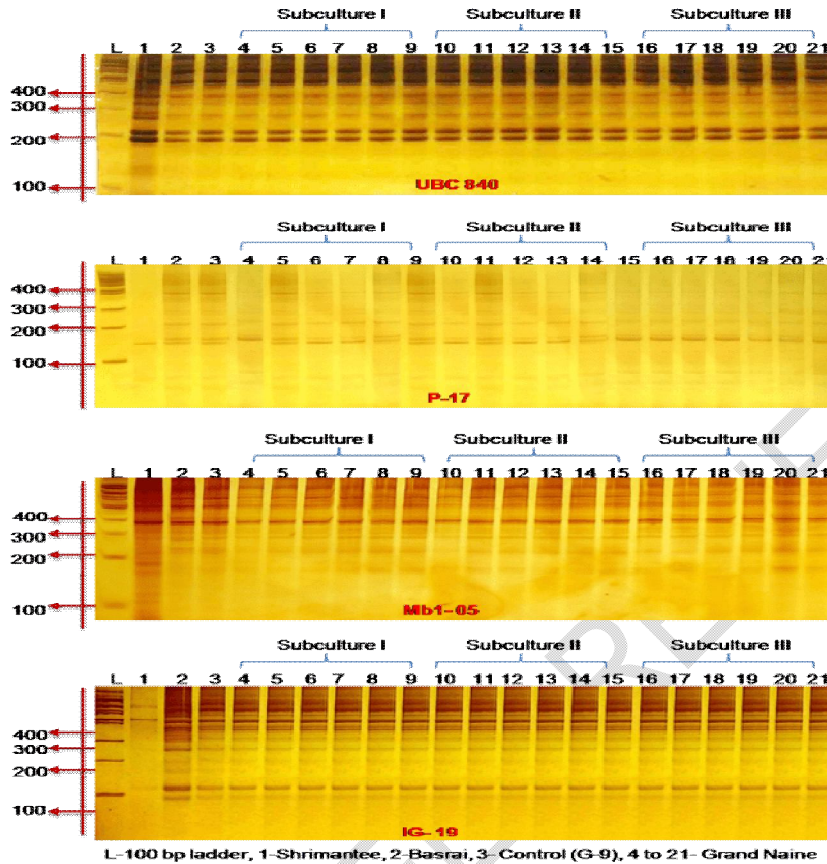 Subculture I Subculture II Subculture III
L 1 2 3 4 5 6 7 8 9 10 11 12 13 14 15 16 17 18 19 20 21
400
300
200
100
UBC 840
Subculture I Subculture II Subculture III
L 1 2 3 4 5 6 7 8 9 10 11 12 13 14 15 16 17 18 19 20 21
400
300
200
100
P-17
Subculture I Subculture II Subculture III
L 1 2 3 4 5 6 7 8 9 10 11 12 13 14 15 16 17 18 19 20 21
400
300
200
100
Mb1-05
Subculture I Subculture II Subculture III
L 1 2 3 4 5 6 7 8 9 10 11 12 13 14 15 16 17 18 19 20 21
400
300
200
100
IG-19
L-100 bp ladder, 1-Shrimantee, 2-Basrai, 3-Control (G-9), 4 to 21- Grand Naine